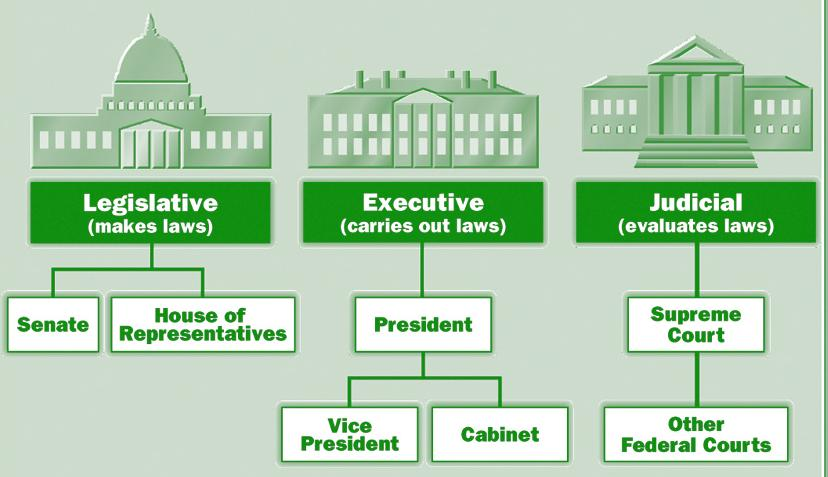 Legislative
(makes laws)
Executive
(carries out laws)
Judicial
(evaluates laws)
Senate
House of
Representatives
President
Supreme
Court
Vice
President
Cabinet
Other
Federal Courts